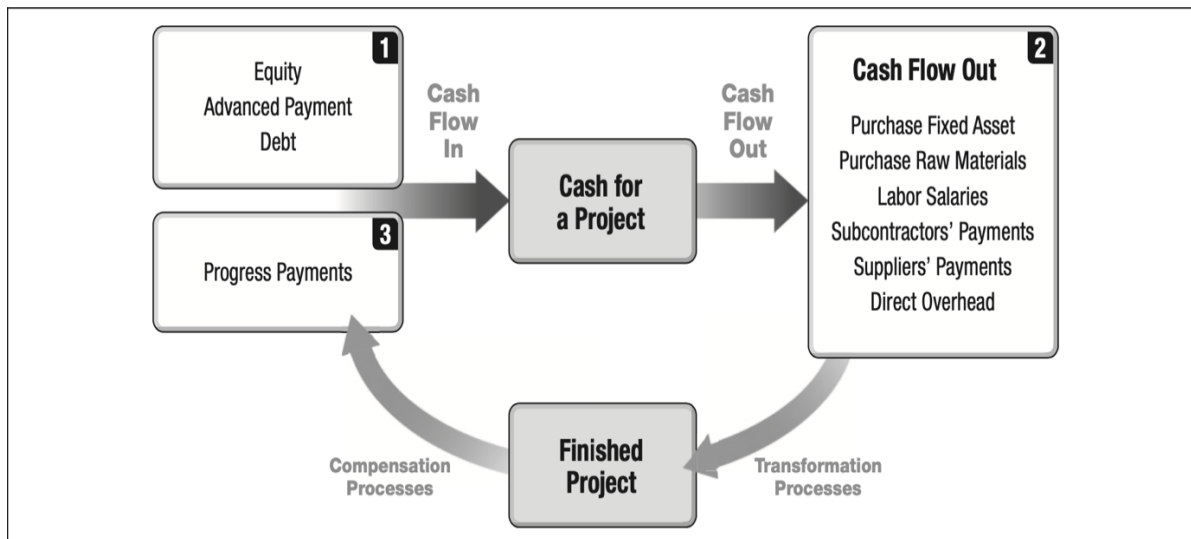 1
Equity
Advanced Payment
Debt
Cash
Flow
In
3
Progress Payments
Cash for
a Project
Cash
Flow
Out
2
Cash Flow Out
Purchase Fixed Asset
Purchase Raw Materials
Labor Salaries
Subcontractors' Payments
Suppliers' Payments
Direct Overhead
Transformation
Processes
Finished
Project
Compensation
Processes